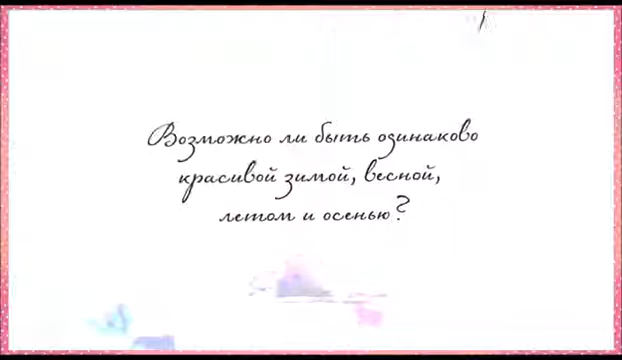 Возможно ли быть одинаково
красивой зимой, весной,
летом и осенью?